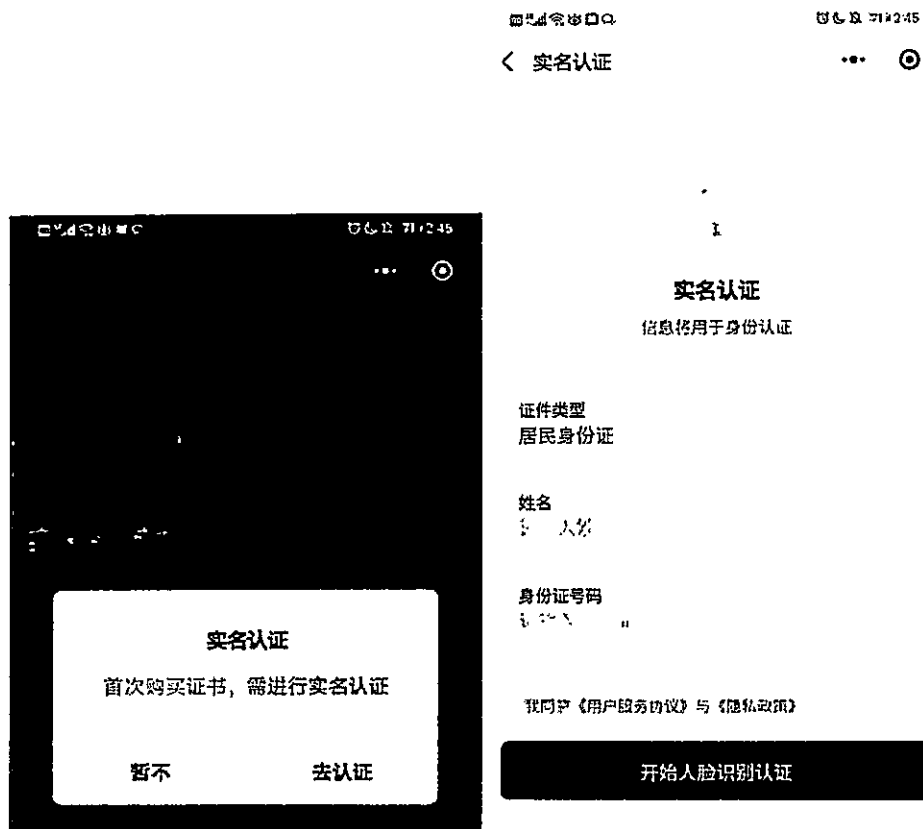 实名认证
首次购买证书，需进行实名认证
暂不
去认证
实名认证
实名认证
信息将用于身份认证
证件类型
居民身份证
姓名
身份证号码
我同意《用户服务协议》与《隐私政策》
开始人脸识别认证